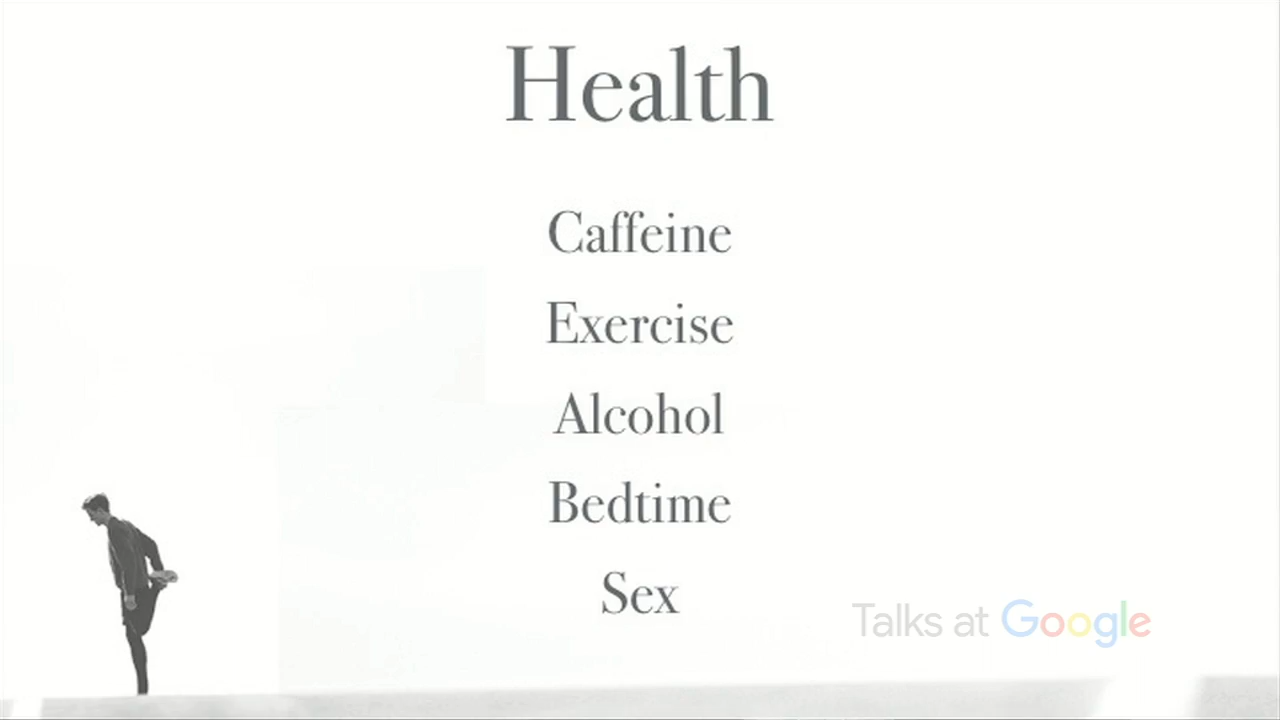 Health
Caffeine
Exercise
Alcohol
Bedtime
Sex
Talks at Google